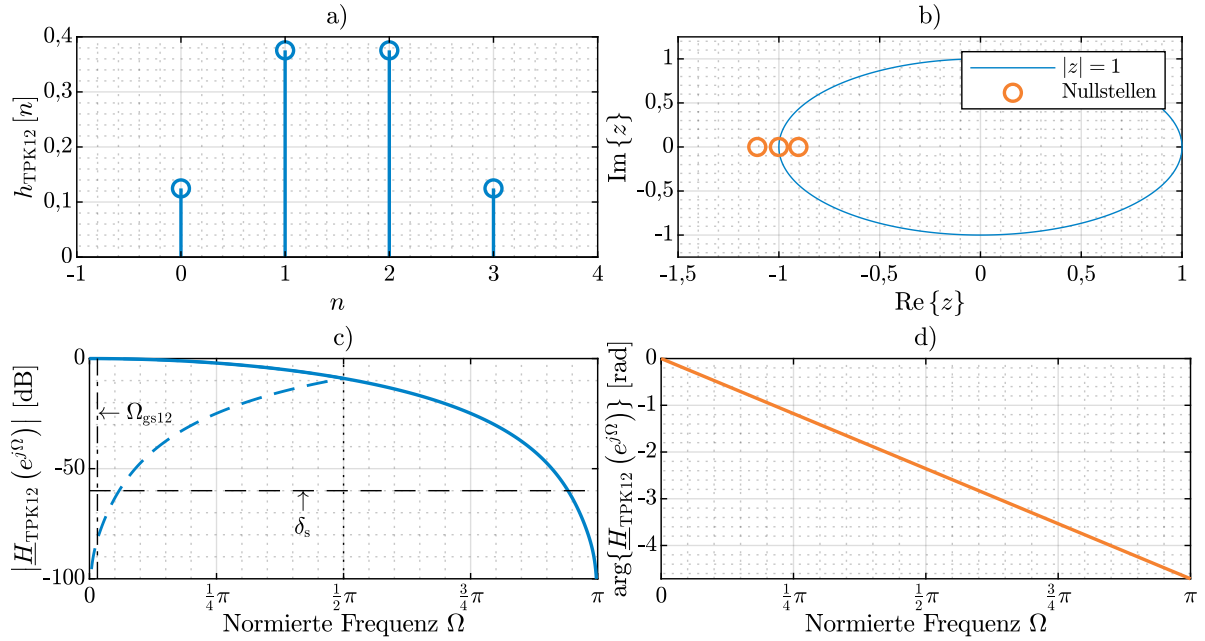 a)
h_TPK12 [n]
0,4
0,3
0,2
0,1
0
-1 0 1 2 3 4
n
b)
Im {z}
1
0,5
0
-0,5
-1
-1,5 -1 -0,5 0 0,5 1
Re {z}
|z| = 1
Nullstellen
c)
|H_TPK12 (e^{jΩ})| [dB]
0
-50
-100
← Ω_gs12
↑
δ_s
0 1/4 π 1/2 π 3/4 π π
Normierte Frequenz Ω
d)
arg{H_TPK12 (e^{jΩ})} [rad]
0
-1
-2
-3
-4
0 1/4 π 1/2 π 3/4 π π
Normierte Frequenz Ω